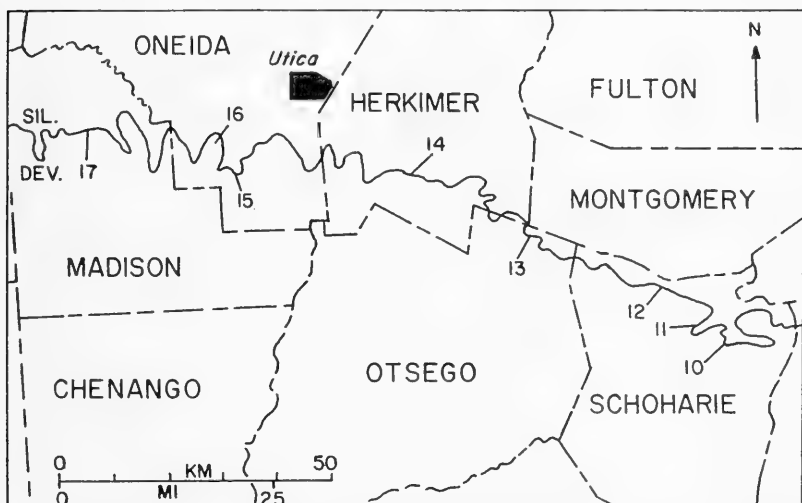 ONEIDA
Utica
N
HERKIMER
FULTON
SIL.
16
14
DEV.
17
15
MONTGOMERY
MADISON
13
12
11
10
CHENANGO
OTSEGO
SCHOHARIE
0 50
KM
MI
0 25